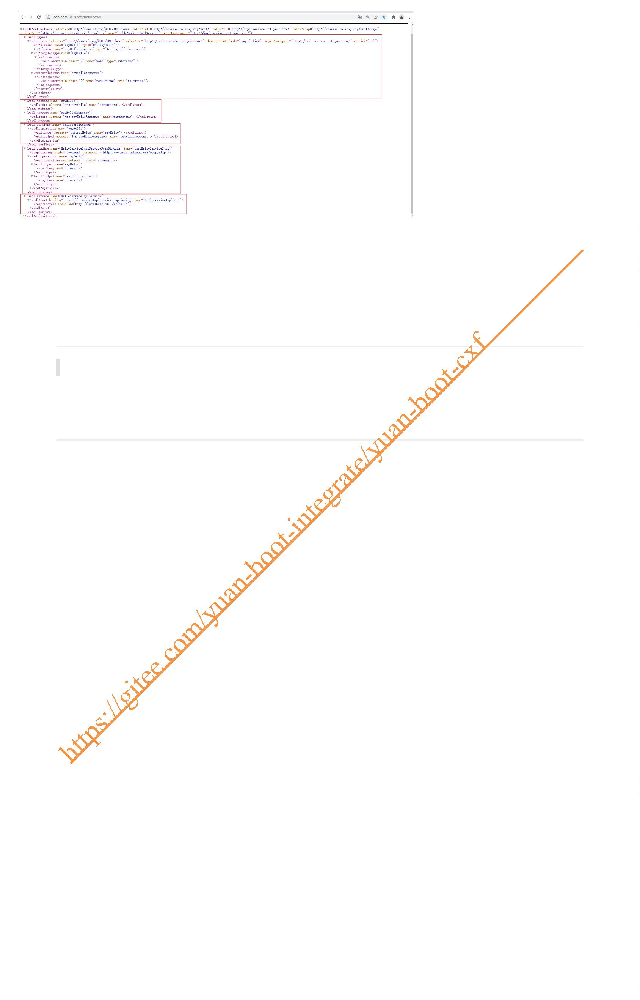 localhost:8101/ws/hello?wsdl
▼<wsdl:definitions xmlns:xsd="http://www.w3.org/2001/XMLSchema" xmlns:wsdl="http://schemas.xmlsoap.org/wsdl/" xmlns:tns="http://impl.serivce.cxf.yuan.com/" xmlns:soap="http://schemas.xmlsoap.org/wsdl/soap/"
xmlns:ns1="http://schemas.xmlsoap.org/soap/http" name="HelloServiceImplService" targetNamespace="http://impl.serivce.cxf.yuan.com/">
▼<wsdl:types>
▼<xs:schema xmlns:xs="http://www.w3.org/2001/XMLSchema" xmlns:tns="http://impl.serivce.cxf.yuan.com/" elementFormDefault="unqualified" targetNamespace="http://impl.serivce.cxf.yuan.com/" version="1.0">
<xs:element name="sayHello" type="tns:sayHello"/>
<xs:element name="sayHelloResponse" type="tns:sayHelloResponse"/>
▼<xs:complexType name="sayHello">
▼<xs:sequence>
<xs:element minOccurs="0" name="name" type="xs:string"/>
</xs:sequence>
</xs:complexType>
▼<xs:complexType name="sayHelloResponse">
▼<xs:sequence>
<xs:element minOccurs="0" name="resultName" type="xs:string"/>
</xs:sequence>
</xs:complexType>
</xs:schema>
</wsdl:types>
▼<wsdl:message name="sayHello">
<wsdl:part element="tns:sayHello" name="parameters"> </wsdl:part>
</wsdl:message>
▼<wsdl:message name="sayHelloResponse">
<wsdl:part element="tns:sayHelloResponse" name="parameters"> </wsdl:part>
</wsdl:message>
▼<wsdl:portType name="HelloServiceImpl">
▼<wsdl:operation name="sayHello">
<wsdl:input message="tns:sayHello" name="sayHello"> </wsdl:input>
<wsdl:output message="tns:sayHelloResponse" name="sayHelloResponse"> </wsdl:output>
</wsdl:operation>
</wsdl:portType>
▼<wsdl:binding name="HelloServiceImplServiceSoapBinding" type="tns:HelloServiceImpl">
<soap:binding style="document" transport="http://schemas.xmlsoap.org/soap/http"/>
▼<wsdl:operation name="sayHello">
<soap:operation soapAction="" style="document"/>
▼<wsdl:input name="sayHello">
<soap:body use="literal"/>
</wsdl:input>
▼<wsdl:output name="sayHelloResponse">
<soap:body use="literal"/>
</wsdl:output>
</wsdl:operation>
</wsdl:binding>
▼<wsdl:service name="HelloServiceImplService">
▼<wsdl:port binding="tns:HelloServiceImplServiceSoapBinding" name="HelloServiceImplPort">
<soap:address location="http://localhost:8101/ws/hello"/>
</wsdl:port>
</wsdl:service>
</wsdl:definitions>
https://gitee.com/yuan-boot-integrate/yuan-boot-cxf